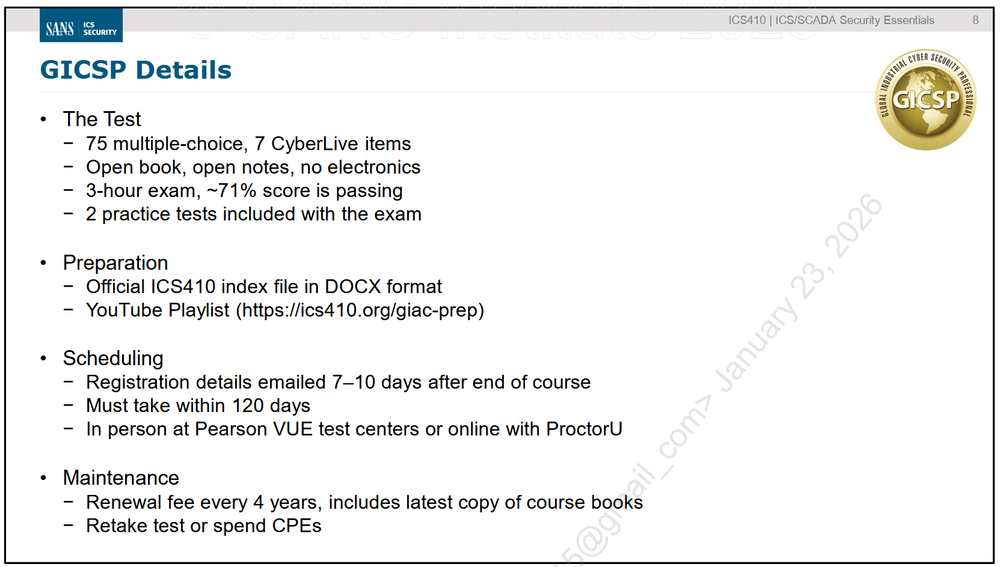 © SANS Institute 2026
SANS ICS SECURITY
ICS410 | ICS/SCADA Security Essentials 8
GICSP Details
GLOBAL INDUSTRIAL CYBER SECURITY PROFESSIONAL
GICSP
• The Test
− 75 multiple-choice, 7 CyberLive items
− Open book, open notes, no electronics
− 3-hour exam, ~71% score is passing
− 2 practice tests included with the exam
• Preparation
− Official ICS410 index file in DOCX format
− YouTube Playlist (https://ics410.org/giac-prep)
• Scheduling
− Registration details emailed 7–10 days after end of course
− Must take within 120 days
− In person at Pearson VUE test centers or online with ProctorU
• Maintenance
− Renewal fee every 4 years, includes latest copy of course books
− Retake test or spend CPEs
5@gmail_com> January 23, 2026